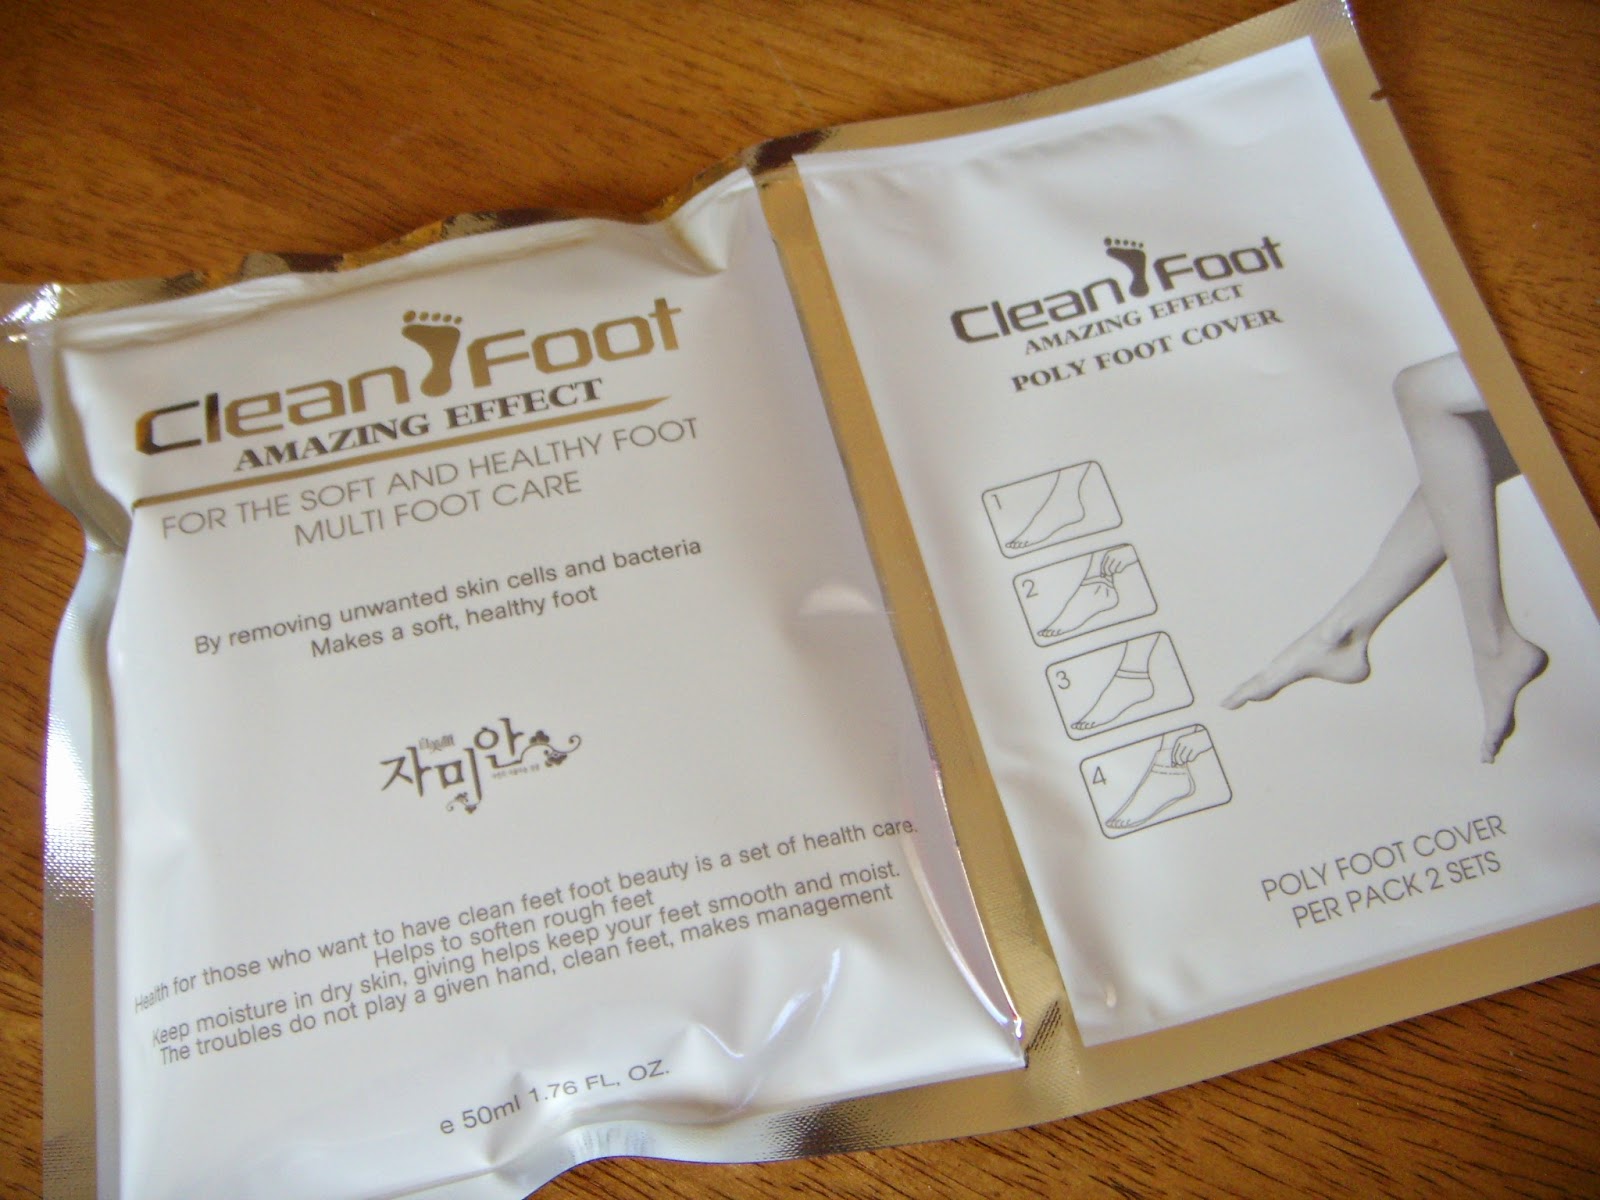 Clean Foot
AMAZING EFFECT
FOR THE SOFT AND HEALTHY FOOT
MULTI FOOT CARE
By removing unwanted skin cells and bacteria
Makes a soft, healthy foot
自美顔
자미안
Health for those who want to have clean feet foot beauty is a set of health care.
Helps to soften rough feet
Keep moisture in dry skin, giving helps keep your feet smooth and moist.
The troubles do not play a given hand, clean feet, makes management
e 50ml 1.76 FL, OZ.
Clean Foot
AMAZING EFFECT
POLY FOOT COVER
1
2
3
4
POLY FOOT COVER
PER PACK 2 SETS